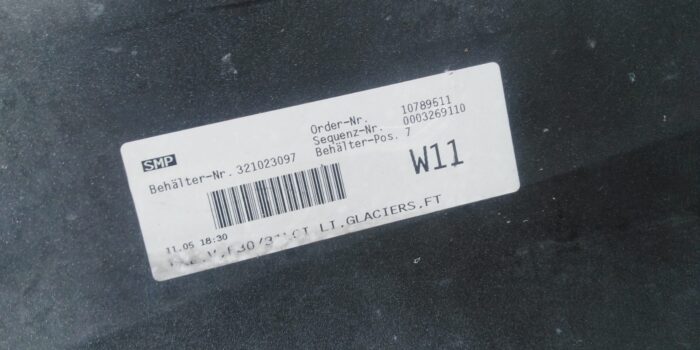 SMP
Order-Nr. 10789611
Sequenz-Nr. 0003269110
Behälter-Nr. 321023097 Behälter-Pos. 7
W11
11.05 18:30
LI.GLACIERS.FT